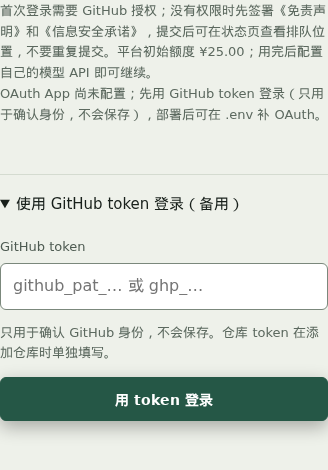 首次登录需要 GitHub 授权；没有权限时先签署《免责声
明》和《信息安全承诺》，提交后可在状态页查看排队位
置，不要重复提交。平台初始额度 ¥25.00；用完后配置
自己的模型 API 即可继续。
OAuth App 尚未配置；先用 GitHub token 登录（只用
于确认身份，不会保存），部署后可在 .env 补 OAuth。
▼ 使用 GitHub token 登录（备用）
GitHub token
github_pat_... 或 ghp_...
只用于确认 GitHub 身份，不会保存。仓库 token 在添
加仓库时单独填写。
用 token 登录